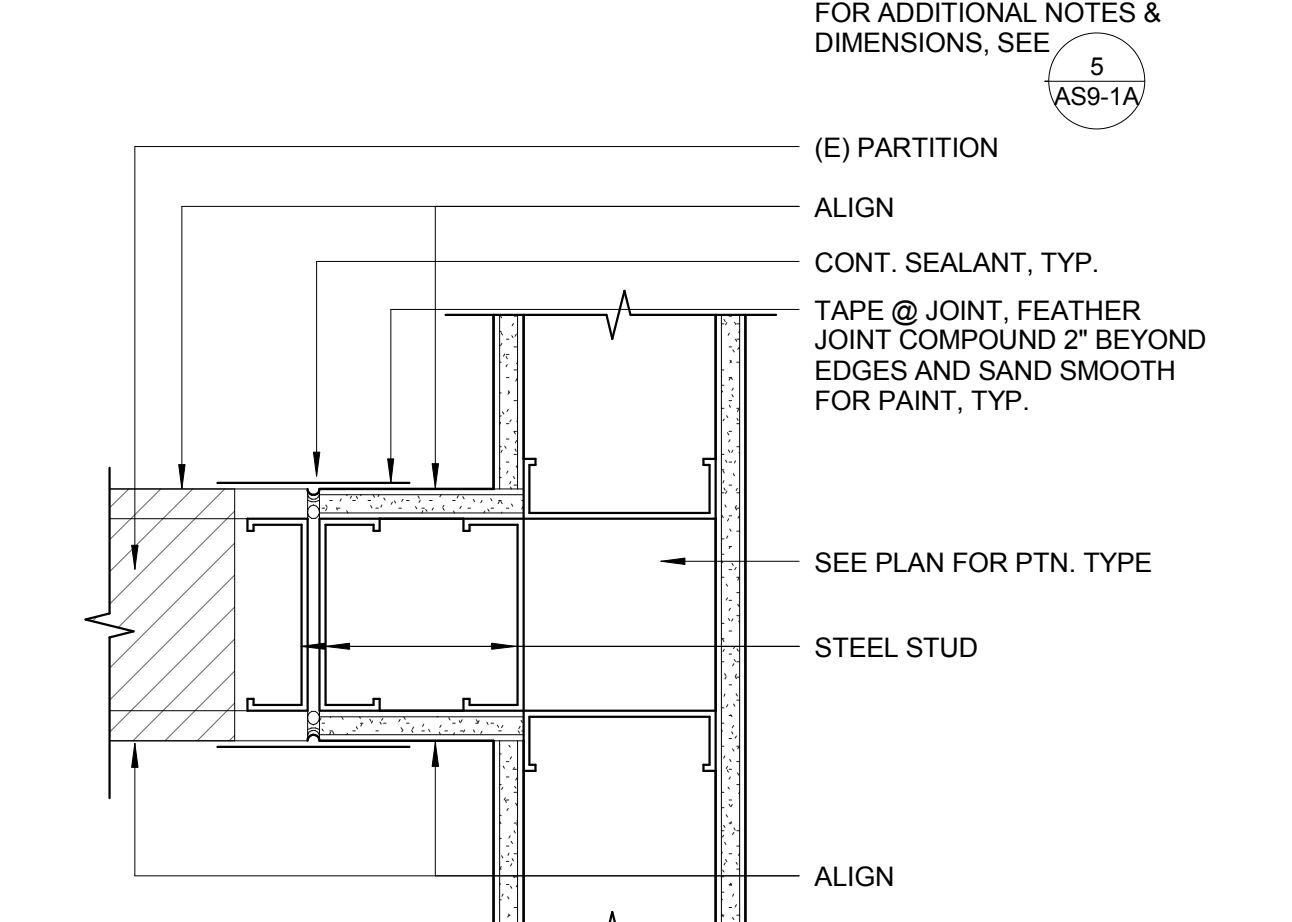 FOR ADDITIONAL NOTES &
DIMENSIONS, SEE
5
AS9-1A
(E) PARTITION
ALIGN
CONT. SEALANT, TYP.
TAPE @ JOINT, FEATHER
JOINT COMPOUND 2" BEYOND
EDGES AND SAND SMOOTH
FOR PAINT, TYP.
SEE PLAN FOR PTN. TYPE
STEEL STUD
ALIGN